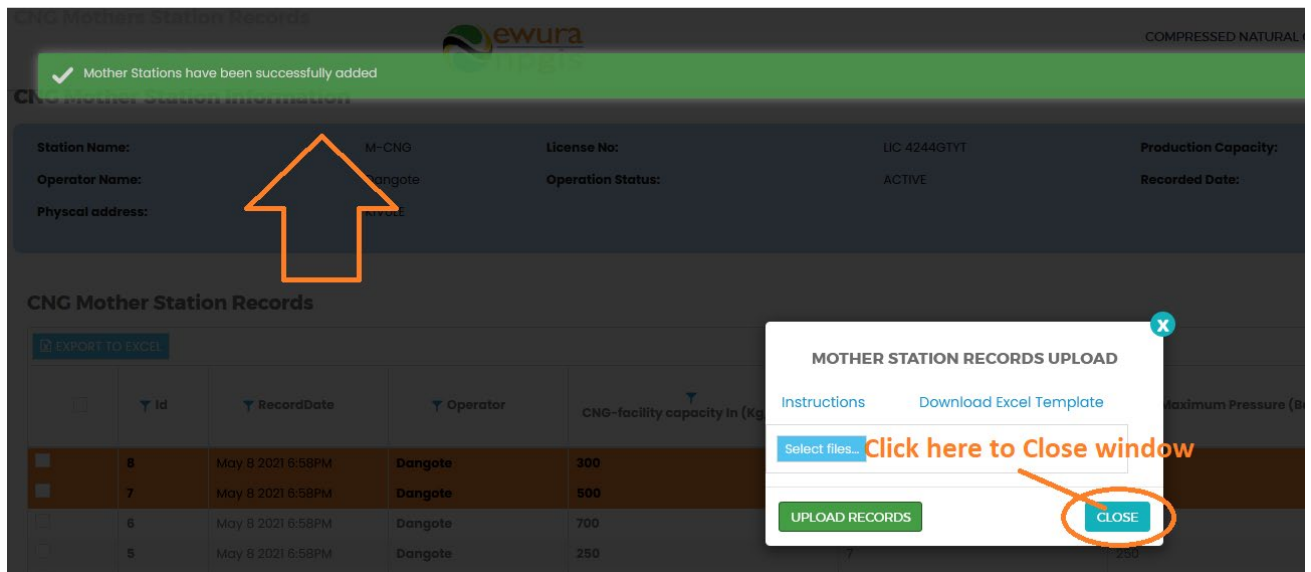 CNG Mothers Station Records
ewura
npgis
COMPRESSED NATURAL
Mother Stations have been successfully added
CNG Mother Station Information
Station Name: M-CNG License No: LIC 4244GTYT Production Capacity:
Operator Name: Dangote Operation Status: ACTIVE Recorded Date:
Physcal address: KIVULE
CNG Mother Station Records
EXPORT TO EXCEL
Id RecordDate Operator CNG-facility capacity In (Kg Maximum Pressure
8 May 8 2021 6:58PM Dangote 300
7 May 8 2021 6:58PM Dangote 500
6 May 8 2021 6:58PM Dangote 700
5 May 8 2021 6:58PM Dangote 250 7 250
X
MOTHER STATION RECORDS UPLOAD
Instructions Download Excel Template
Select files... Click here to Close window
UPLOAD RECORDS CLOSE